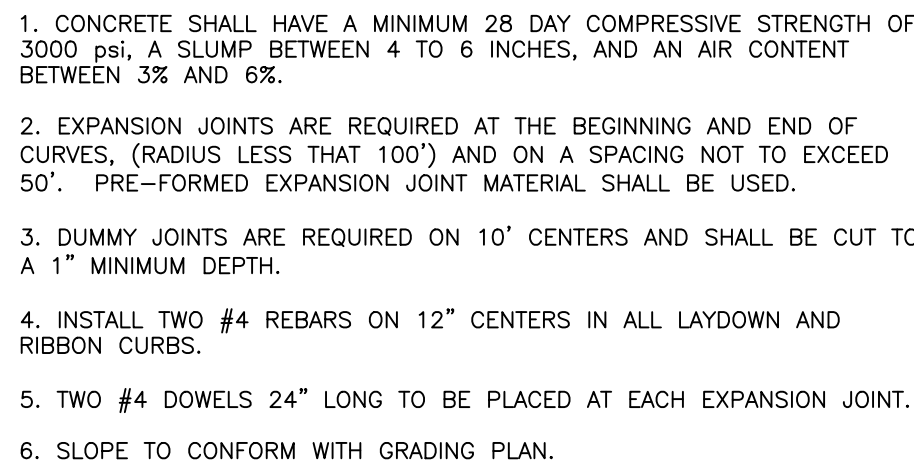 1. CONCRETE SHALL HAVE A MINIMUM 28 DAY COMPRESSIVE STRENGTH OF
3000 psi, A SLUMP BETWEEN 4 TO 6 INCHES, AND AN AIR CONTENT
BETWEEN 3% AND 6%.
2. EXPANSION JOINTS ARE REQUIRED AT THE BEGINNING AND END OF
CURVES, (RADIUS LESS THAT 100') AND ON A SPACING NOT TO EXCEED
50'.  PRE-FORMED EXPANSION JOINT MATERIAL SHALL BE USED.
3. DUMMY JOINTS ARE REQUIRED ON 10' CENTERS AND SHALL BE CUT TO
A 1" MINIMUM DEPTH.
4. INSTALL TWO #4 REBARS ON 12" CENTERS IN ALL LAYDOWN AND
RIBBON CURBS.
5. TWO #4 DOWELS 24" LONG TO BE PLACED AT EACH EXPANSION JOINT.
6. SLOPE TO CONFORM WITH GRADING PLAN.